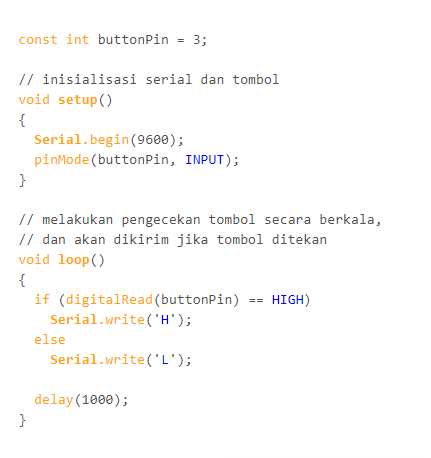 const int buttonPin = 3;
// inisialisasi serial dan tombol
void setup()
{
  Serial.begin(9600);
  pinMode(buttonPin, INPUT);
}
// melakukan pengecekan tombol secara berkala,
// dan akan dikirim jika tombol ditekan
void loop()
{
  if (digitalRead(buttonPin) == HIGH)
    Serial.write('H');
  else
    Serial.write('L');
  delay(1000);
}